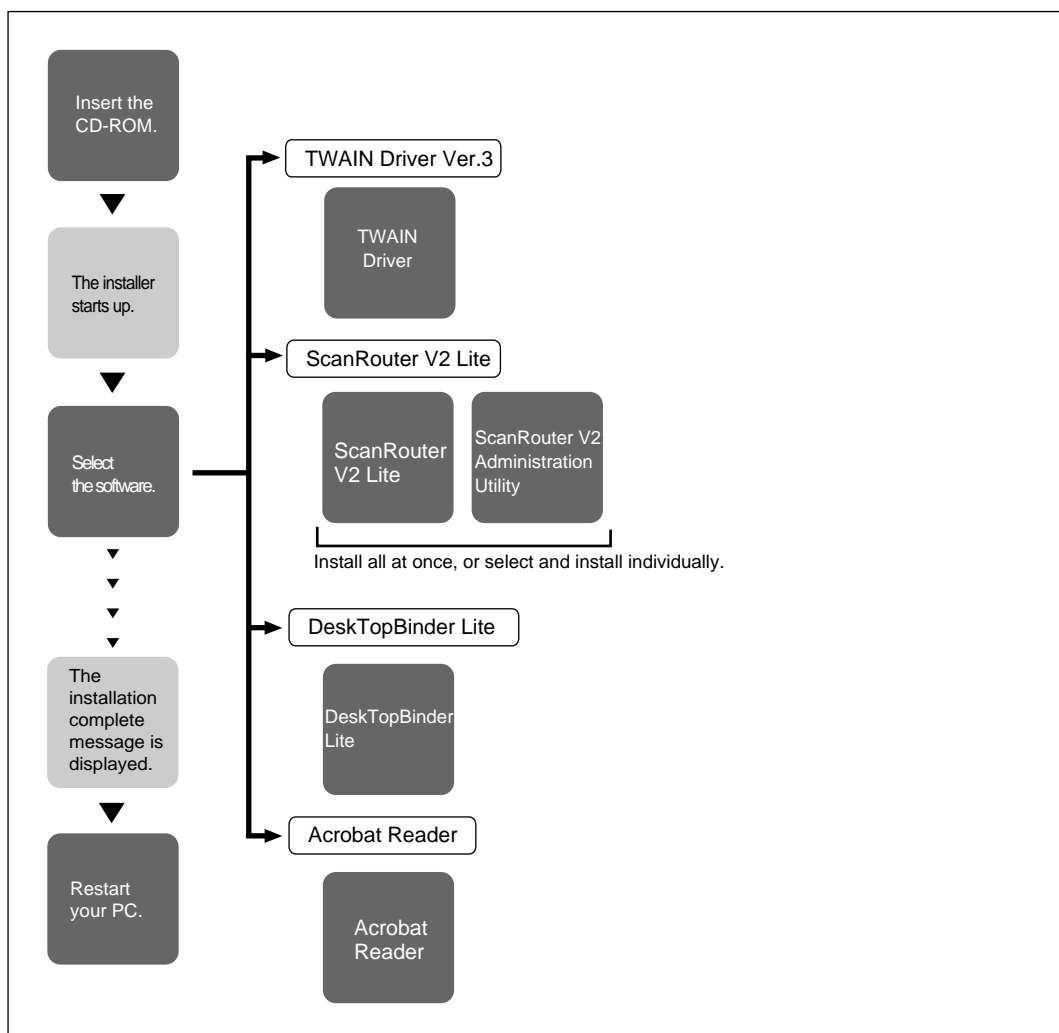 Insert the
CD-ROM.
The installer
starts up.
Select
the software.
The
installation
complete
message is
displayed.
Restart
your PC.
TWAIN Driver Ver.3
TWAIN
Driver
ScanRouter V2 Lite
ScanRouter
V2 Lite
ScanRouter V2
Administration
Utility
Install all at once, or select and install individually.
DeskTopBinder Lite
DeskTopBinder
Lite
Acrobat Reader
Acrobat
Reader